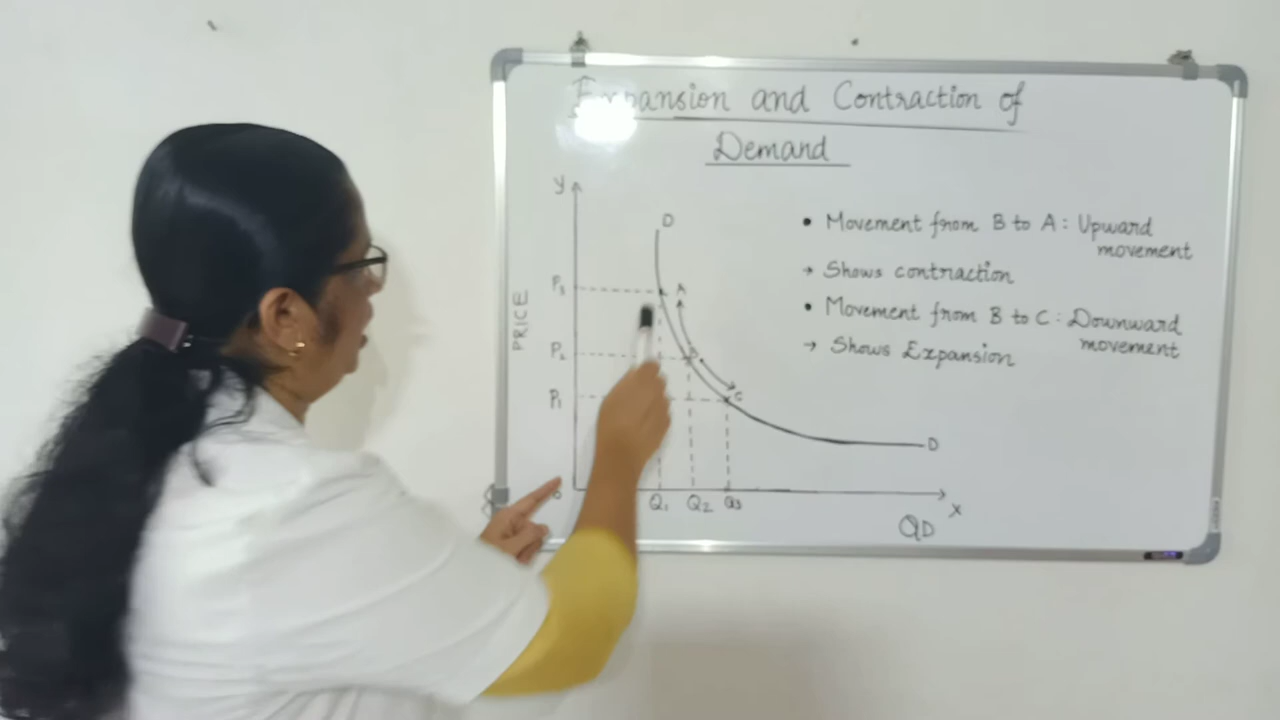 Expansion and Contraction of
Demand
Y
D
P3
A
P2
B
P1
C
D
PRICE
O
Q1 Q2 Q3
X
QD
• Movement from B to A: Upward
movement
→ Shows contraction
• Movement from B to C: Downward
movement
→ Shows Expansion